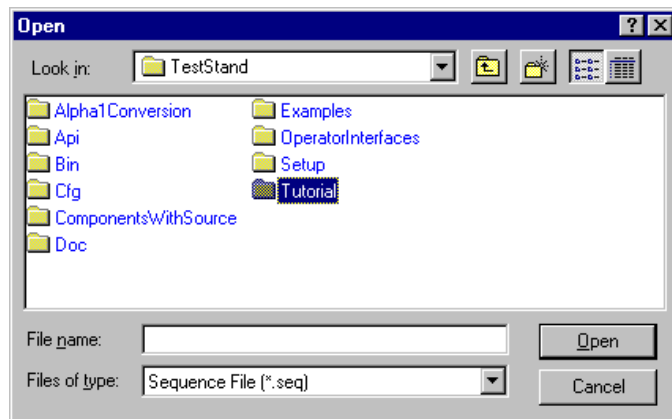 Open
Look in: TestStand
Alpha1Conversion
Api
Bin
Cfg
ComponentsWithSource
Doc
Examples
OperatorInterfaces
Setup
Tutorial
File name: Open
Files of type: Sequence File (*.seq) Cancel